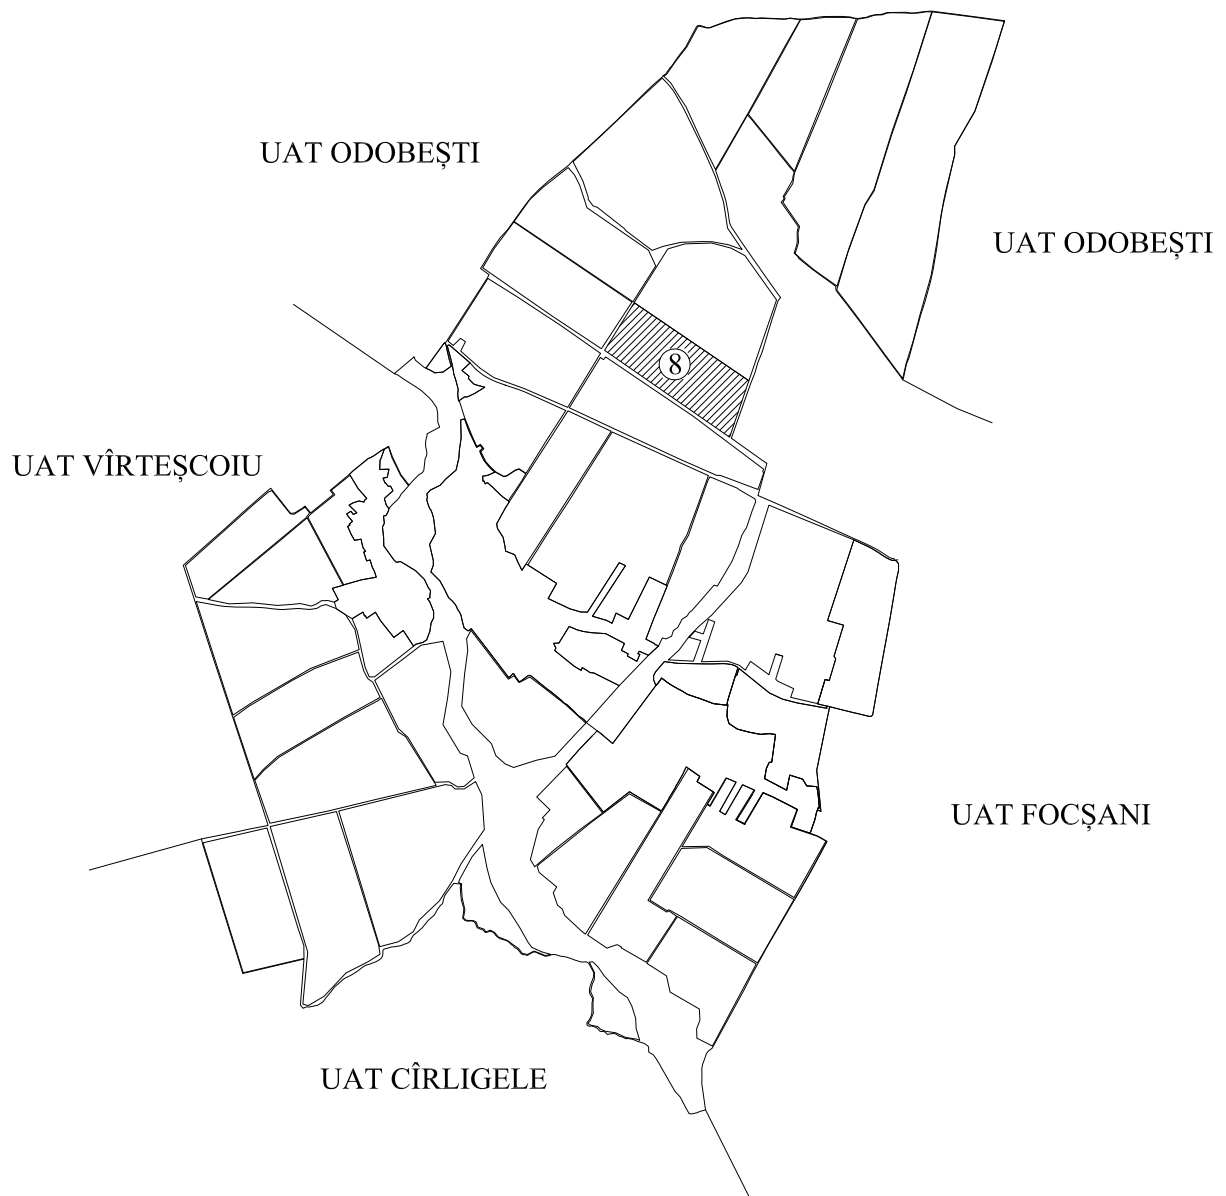 UAT ODOBEȘTI
UAT ODOBEȘTI
8
UAT VÎRTEȘCOIU
UAT FOCȘANI
UAT CÎRLIGELE